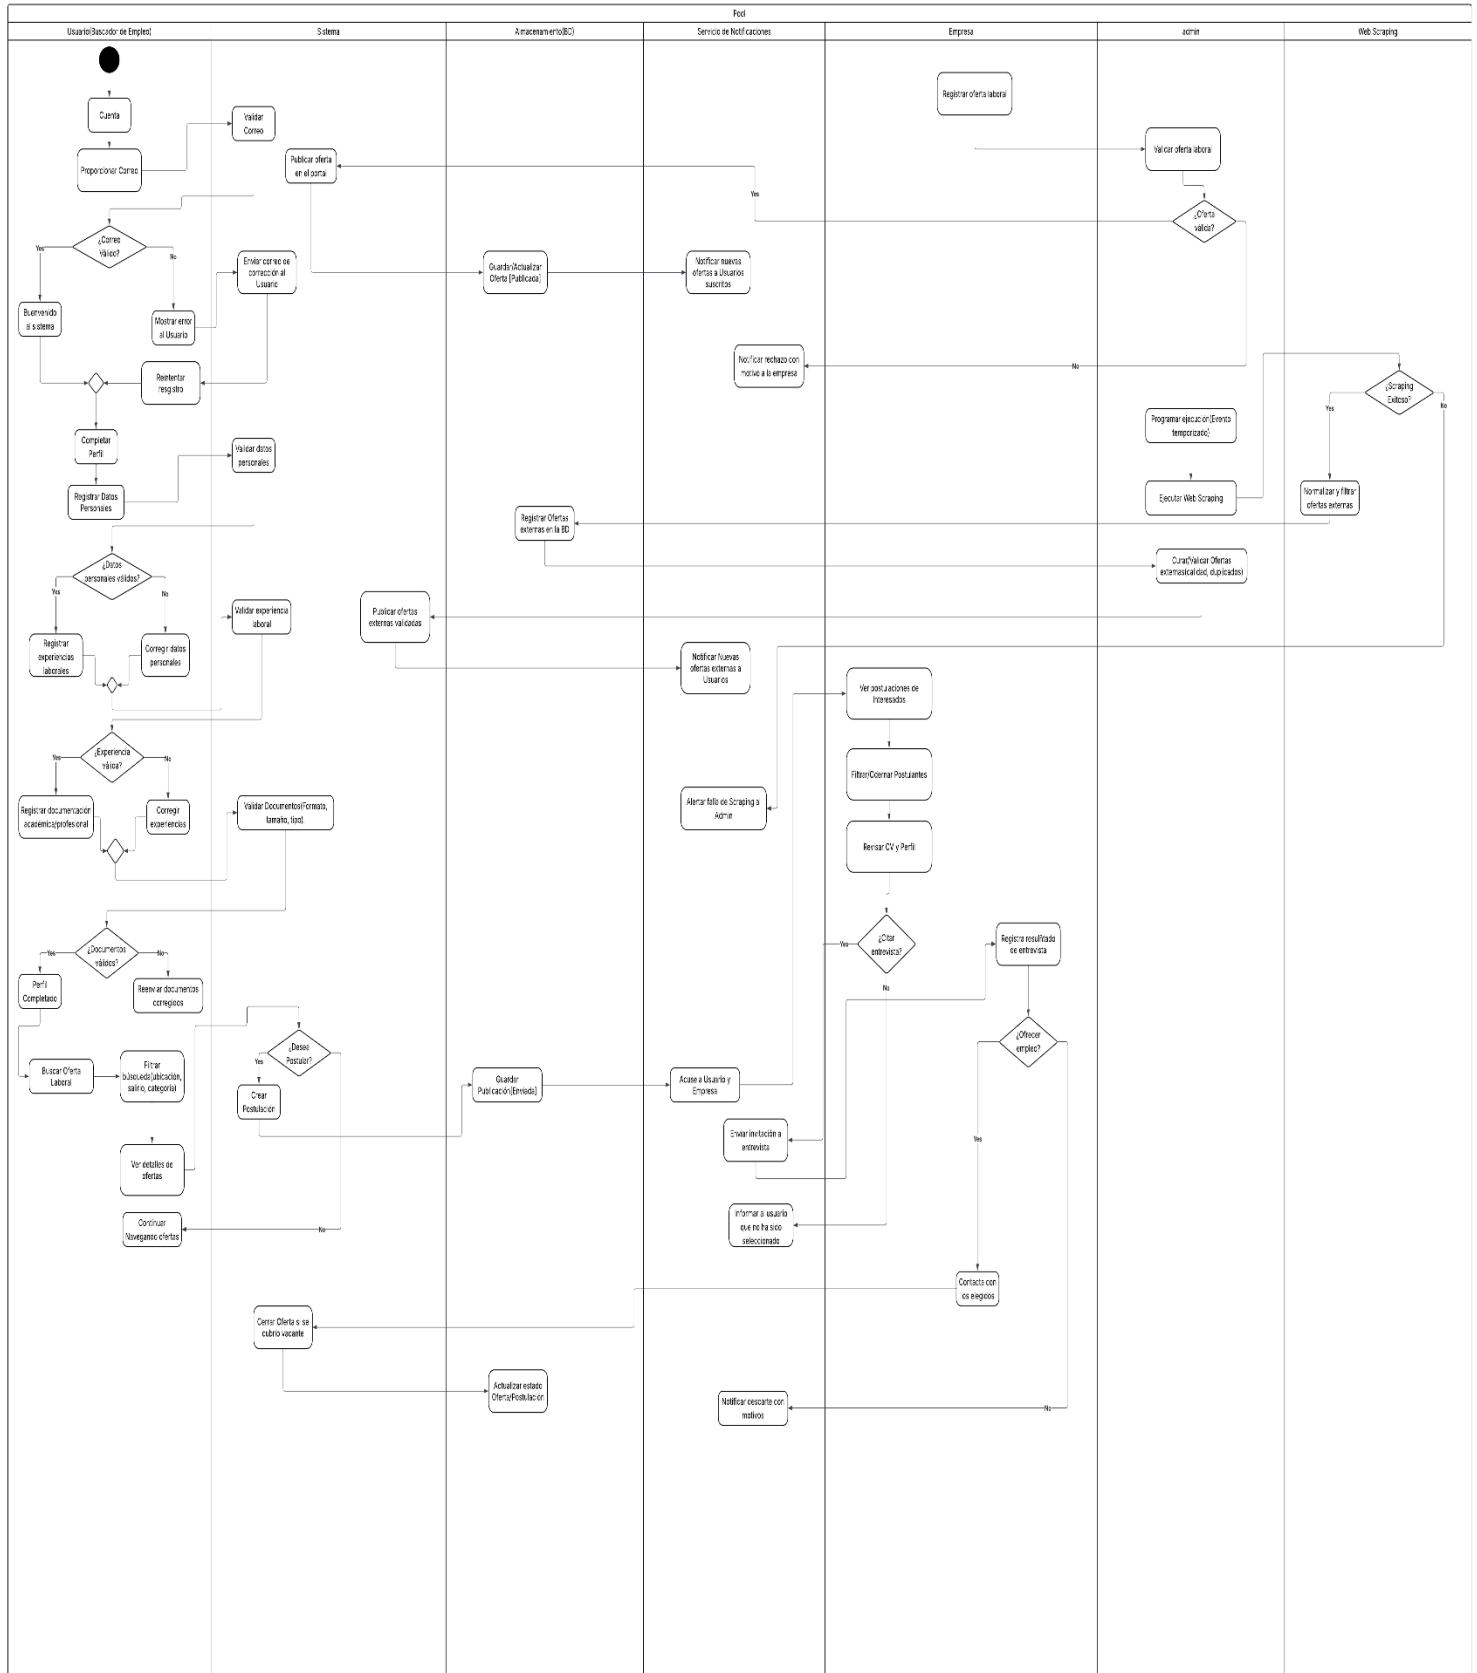 Pool
Usuario(Buscador de Empleo)
Sistema
Almacenamiento(BD)
Servicio de Notificaciones
Empresa
admin
Web Scraping
Registrar oferta laboral
Cuenta
Validar
Correo
Proporcionar Correo
Publicar oferta
en el portal
Validar oferta laboral
Yes
¿Oferta
válida?
¿Correo
Válido?
Yes
No
Enviar correo de
corrección al
Usuario
Guardar/Actualizar
Oferta [Publicada]
Notificar nuevas
ofertas a Usuarios
suscritos
Buenvenido
al sistema
Mostrar error
al Usuario
Notificar rechazo con
motivo a la empresa
No
Reintentar
resgistro
¿Scraping
Exitoso?
Yes
No
Programar ejecución(Evento
temporizado)
Completar
Perfil
Validar datos
personales
Registrar Datos
Personales
Ejecutar Web Scraping
Normalizar y filtrar
ofertas externas
Registrar Ofertas
externas en la BD
Curar/Validar Ofertas
externas(calidad, duplicados)
¿Datos
personales válidos?
Yes
No
Validar experiencia
laboral
Publicar ofertas
externas validadas
Registrar
experiencias
laborales
Corregir datos
personales
Notificar Nuevas
ofertas externas a
Usuarios
Ver postulaciones de
Interesados
¿Experiencia
válida?
Yes
No
Filtrar/Odernar Postulantes
Registrar documentación
académica/profesional
Corregir
experiencias
Validar Documentos(Formato,
tamaño, tipo)
Alertar falla de Scraping al
Admin
Revisar CV y Perfil
¿Documentos
válidos?
Yes
No
¿Citar
entrevista?
Yes
No
Registra resulñtado
de entrevista
Perfil
Completado
Reenviar documentos
corregidos
¿Desea
Postular?
Yes
No
¿Ofrecer
empleo?
Yes
No
Buscar Oferta
Laboral
Filtrar
búsqueda(ubicación,
salirio, categoría)
Crear
Postulación
Guardar
Publicación[Enviada]
Acuse a Usuario y
Empresa
Enviar invitación a
entrevista
Ver detalles de
ofertas
Continuar
Navegando ofertas
Informar al usuario
que no ha sido
seleccionado
Contacta con
los elegidos
Cerrar Oferta si se
cubrio vacante
Actualizar estado
Oferta/Postulación
Notificar descarte con
motivos